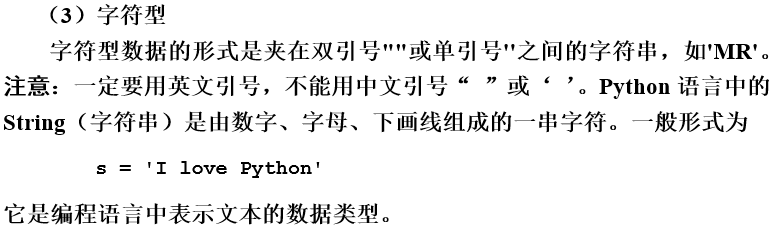 （3）字符型
字符型数据的形式是夹在双引号""或单引号''之间的字符串，如'MR'。
注意：一定要用英文引号，不能用中文引号“ ”或‘ ’。Python 语言中的
String（字符串）是由数字、字母、下画线组成的一串字符。一般形式为
s = 'I love Python'
它是编程语言中表示文本的数据类型。